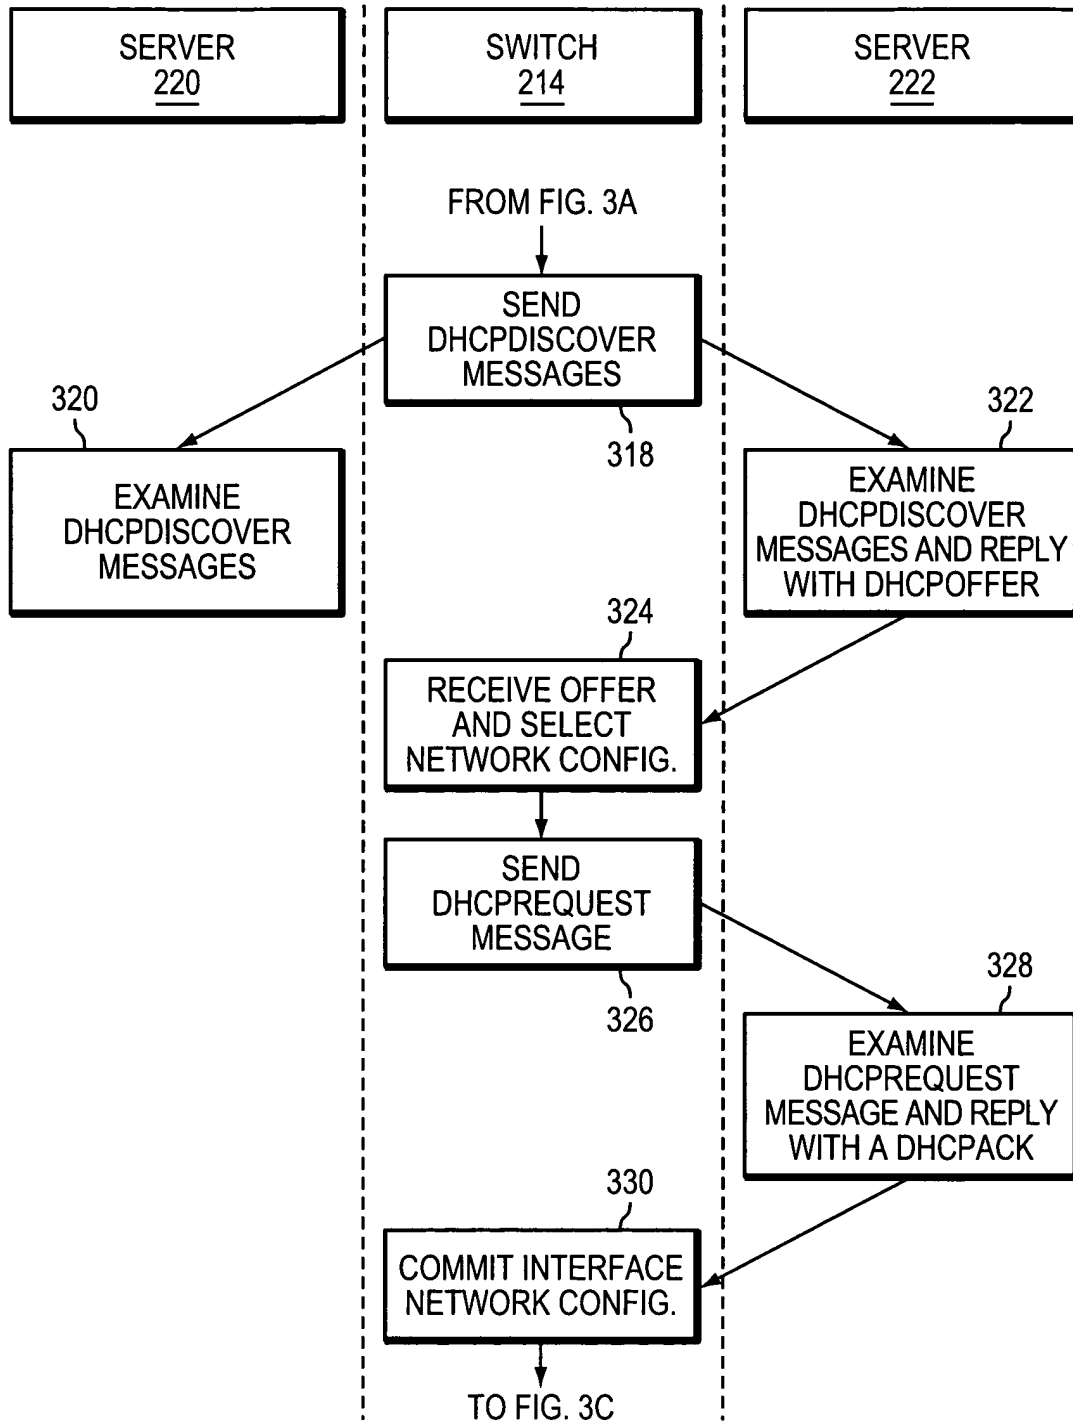 SERVER
220
SWITCH
214
SERVER
222
FROM FIG. 3A
SEND
DHCPDISCOVER
MESSAGES
318
320
EXAMINE
DHCPDISCOVER
MESSAGES
322
EXAMINE
DHCPDISCOVER
MESSAGES AND REPLY
WITH DHCPOFFER
324
RECEIVE OFFER
AND SELECT
NETWORK CONFIG.
SEND
DHCPREQUEST
MESSAGE
326
328
EXAMINE
DHCPREQUEST
MESSAGE AND REPLY
WITH A DHCPACK
330
COMMIT INTERFACE
NETWORK CONFIG.
TO FIG. 3C